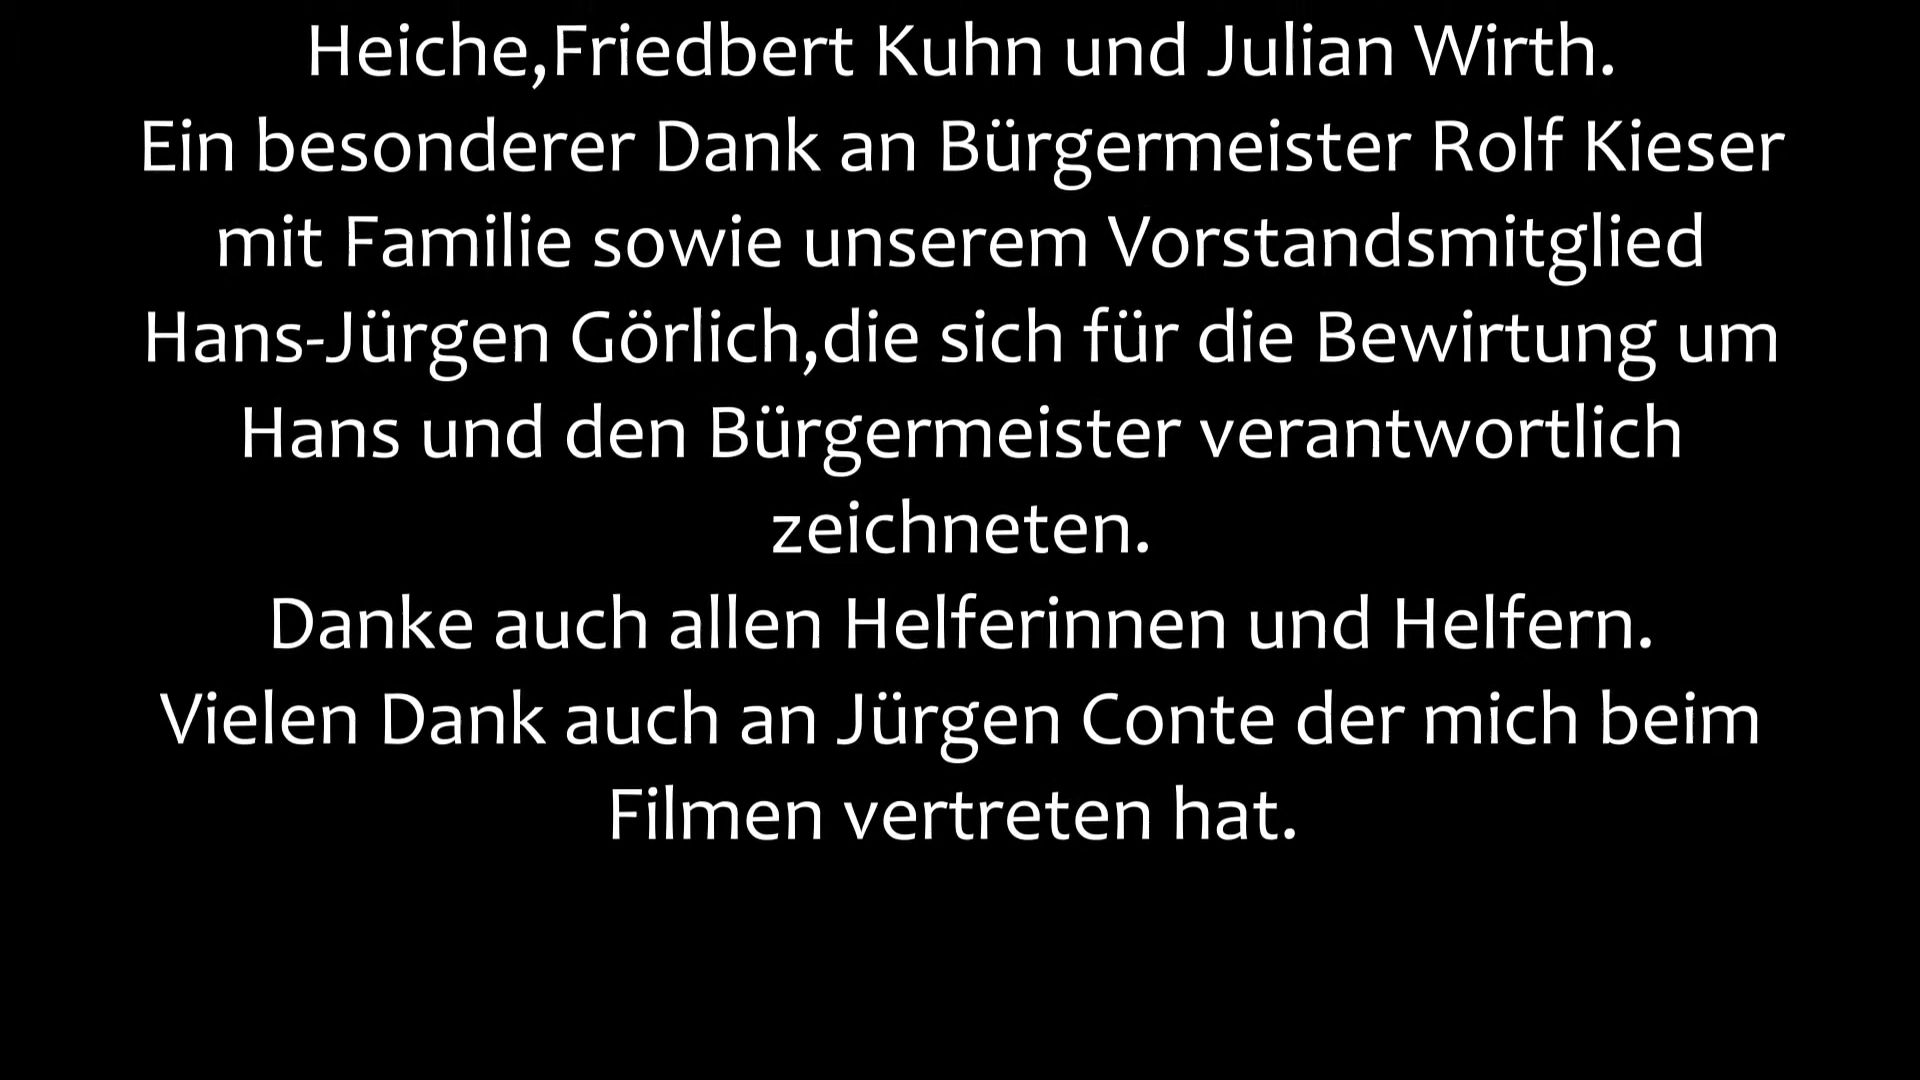 Heiche,Friedbert Kuhn und Julian Wirth.
Ein besonderer Dank an Bürgermeister Rolf Kieser
mit Familie sowie unserem Vorstandsmitglied
Hans-Jürgen Görlich,die sich für die Bewirtung um
Hans und den Bürgermeister verantwortlich
zeichneten.
Danke auch allen Helferinnen und Helfern.
Vielen Dank auch an Jürgen Conte der mich beim
Filmen vertreten hat.